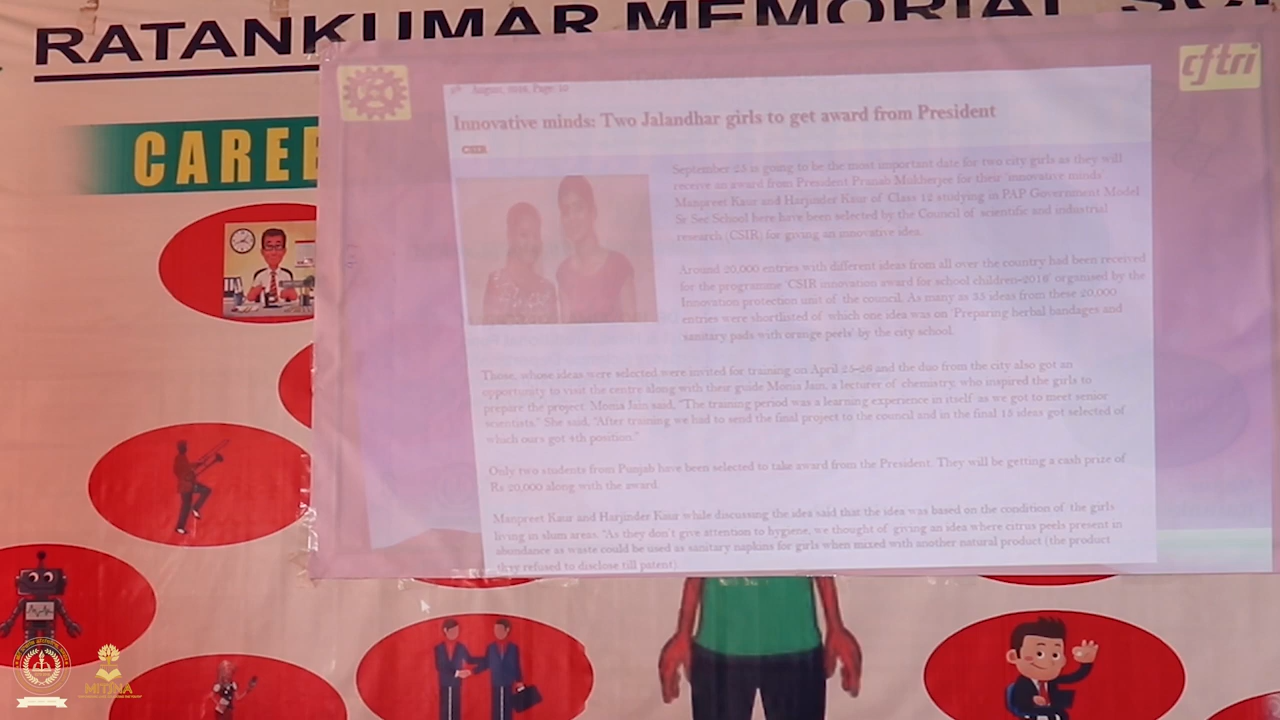 RATANKUMAR MEMORIAL
cftri
CAREE
August, 2016, Page: 10
Innovative minds: Two Jalandhar girls to get award from President
CSIR
September 25 is going to be the most important date for two city girls as they will
receive an award from President Pranab Mukherjee for their 'innovative minds'
Manpreet Kaur and Harjinder Kaur of Class 12 studying in PAP Government Model
Sr Sec School here have been selected by the Council of scientific and industrial
research (CSIR) for giving an innovative idea.
Around 20,000 entries with different ideas from all over the country had been received
for the programme 'CSIR innovation award for school children-2016' organised by the
Innovation protection unit of the council. As many as 35 ideas from these 20,000
entries were shortlisted of which one idea was on 'Preparing herbal bandages and
sanitary pads with orange peels' by the city school.
Those, whose ideas were selected were invited for training on April 25-26 and the duo from the city also got an
opportunity to visit the centre along with their guide Monia Jain, a lecturer of chemistry, who inspired the girls to
prepare the project. Monia Jain said, "The training period was a learning experience in itself as we got to meet senior
scientists." She said, "After training we had to send the final project to the council and in the final 15 ideas got selected of
which ours got 4th position."
Only two students from Punjab have been selected to take award from the President. They will be getting a cash prize of
Rs 20,000 along with the award.
Manpreet Kaur and Harjinder Kaur while discussing the idea said that the idea was based on the condition of the girls
living in slum areas. "As they don't give attention to hygiene, we thought of giving an idea where citrus peels present in
abundance as waste could be used as sanitary napkins for girls when mixed with another natural product (the product
they refused to disclose till patent)
MITJNA